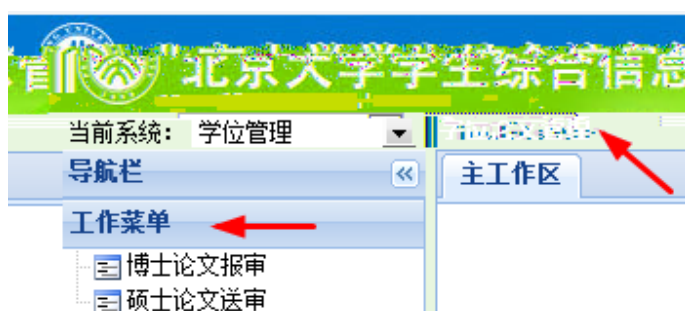 北京大学学生综合信息
当前系统： 学位管理
导航栏
主工作区
工作菜单
博士论文报审
硕士论文送审